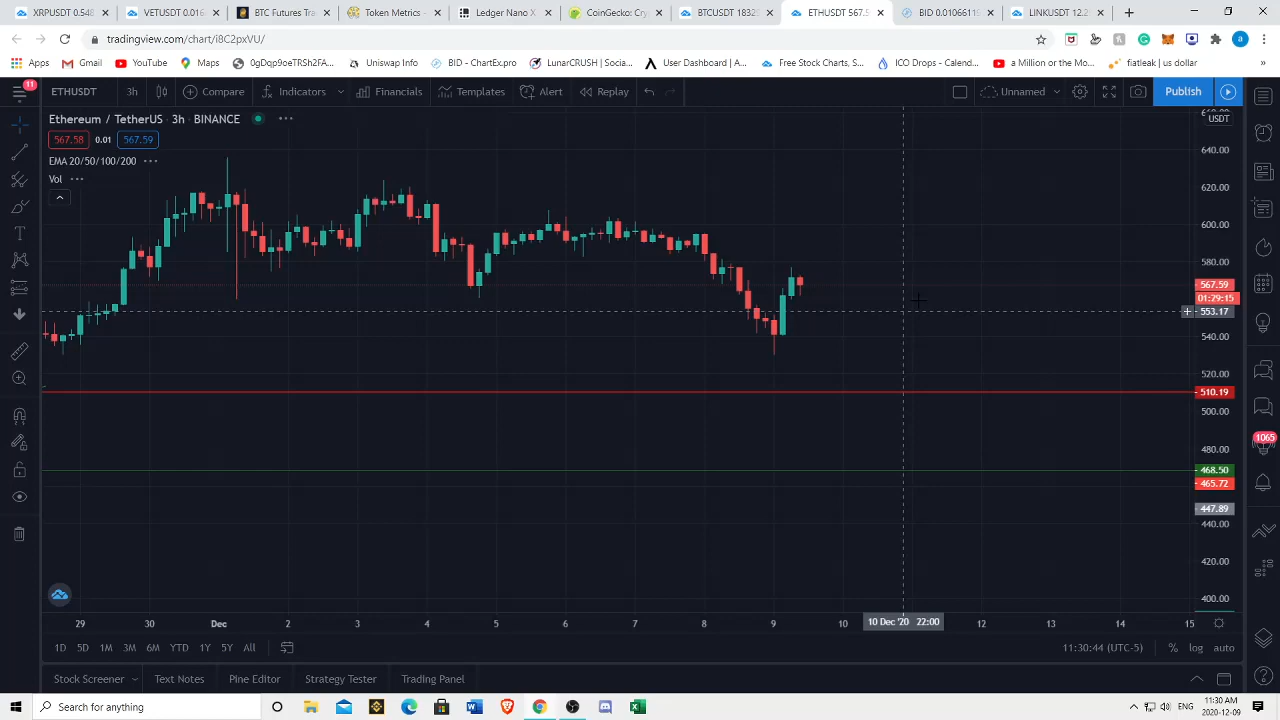 XRPUSDT 0.548
VETUSDT 0.016
BTC Futures Tra
Token Metrics -
Ledger Nano X
CoinGecko: Cry
BTCUSDT 1832
ETHUSDT 567.5
BID 0.066119
LINKUSDT 12.2
tradingview.com/chart/i8C2pxVU/
Apps
Gmail
YouTube
Maps
0gDqphcTRSh2FA...
Uniswap Info
LunarCRUSH | Socia...
User Dashboard | A...
Free Stock Charts, S...
ICO Drops - Calend...
a Million or the Mo...
fiatleak | us dollar
11
ETHUSDT
3h
Compare
Indicators
Financials
Templates
Alert
Replay
Unnamed
Publish
Ethereum / TetherUS · 3h · BINANCE
567.58
0.01
567.59
EMA 20/50/100/200
Vol
USDT
640.00
620.00
600.00
580.00
567.59
01:29:15
553.17
540.00
520.00
510.19
500.00
480.00
468.50
465.72
447.89
440.00
420.00
400.00
1065
29
30
Dec
2
3
4
5
6
7
8
9
10
10 Dec '20 22:00
12
13
14
15
1D
5D
1M
3M
6M
YTD
1Y
5Y
All
11:30:44 (UTC-5)
%
log
auto
Stock Screener
Text Notes
Pine Editor
Strategy Tester
Trading Panel
Search for anything
11:30 AM
2020-12-09